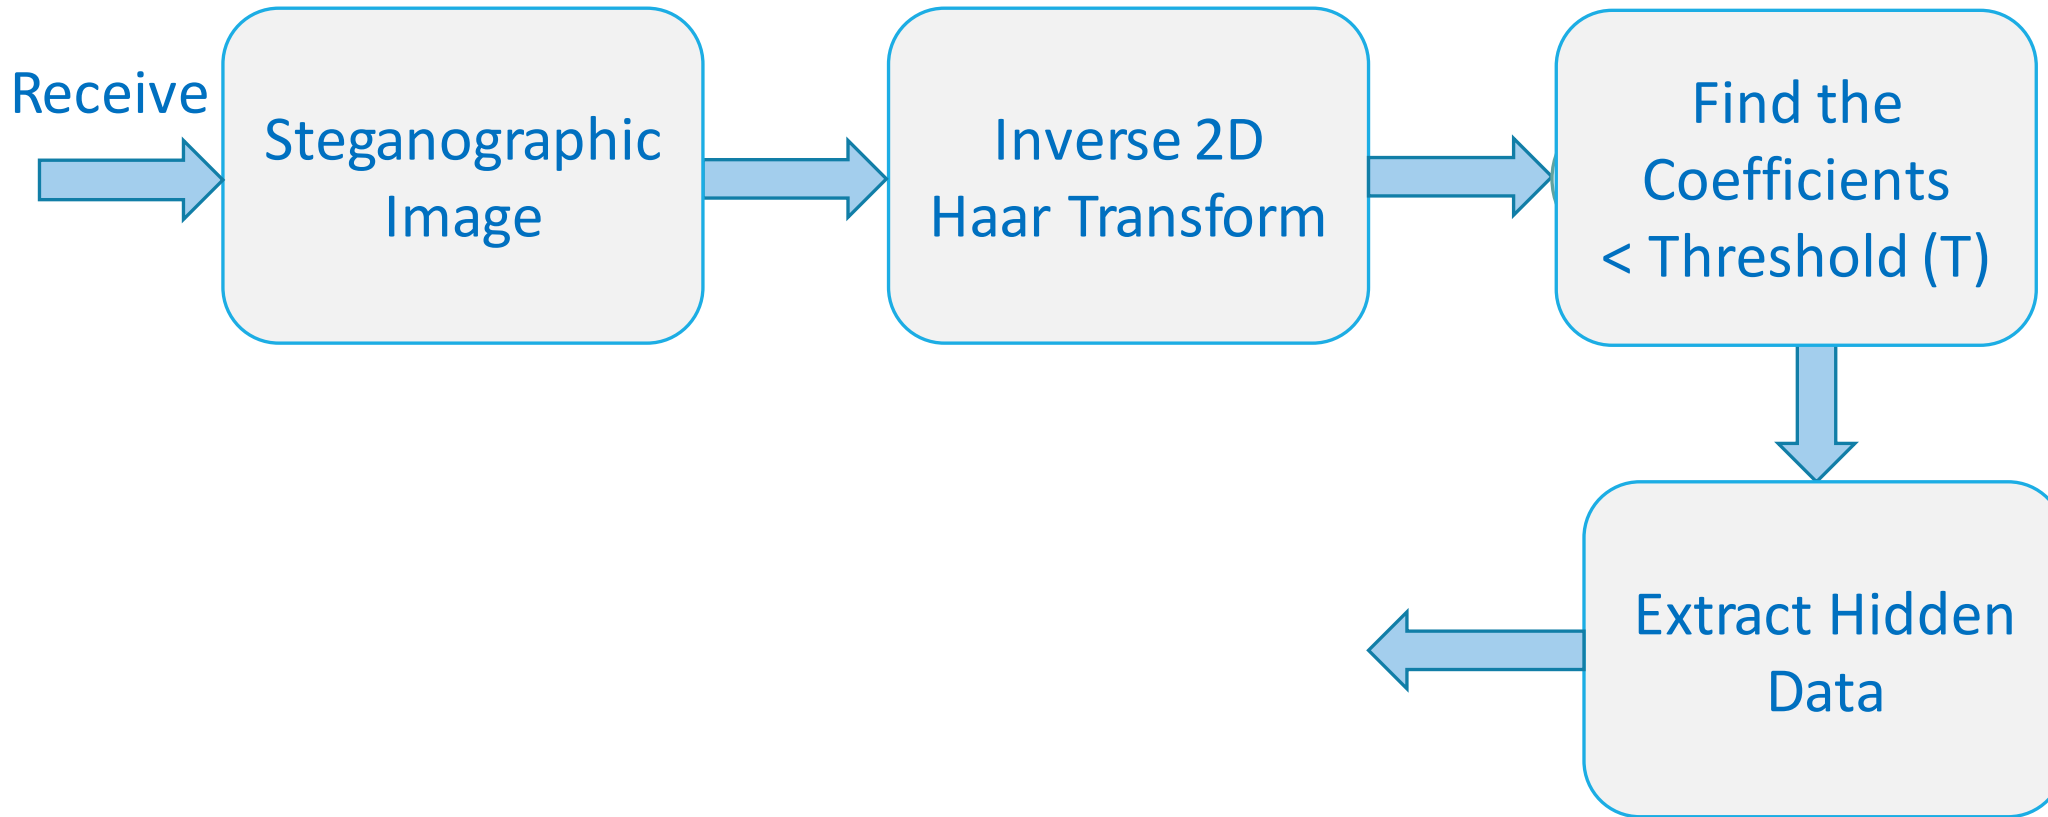 Receive
Steganographic
Image
Inverse 2D
Haar Transform
Find the
Coefficients
< Threshold (T)
Extract Hidden
Data